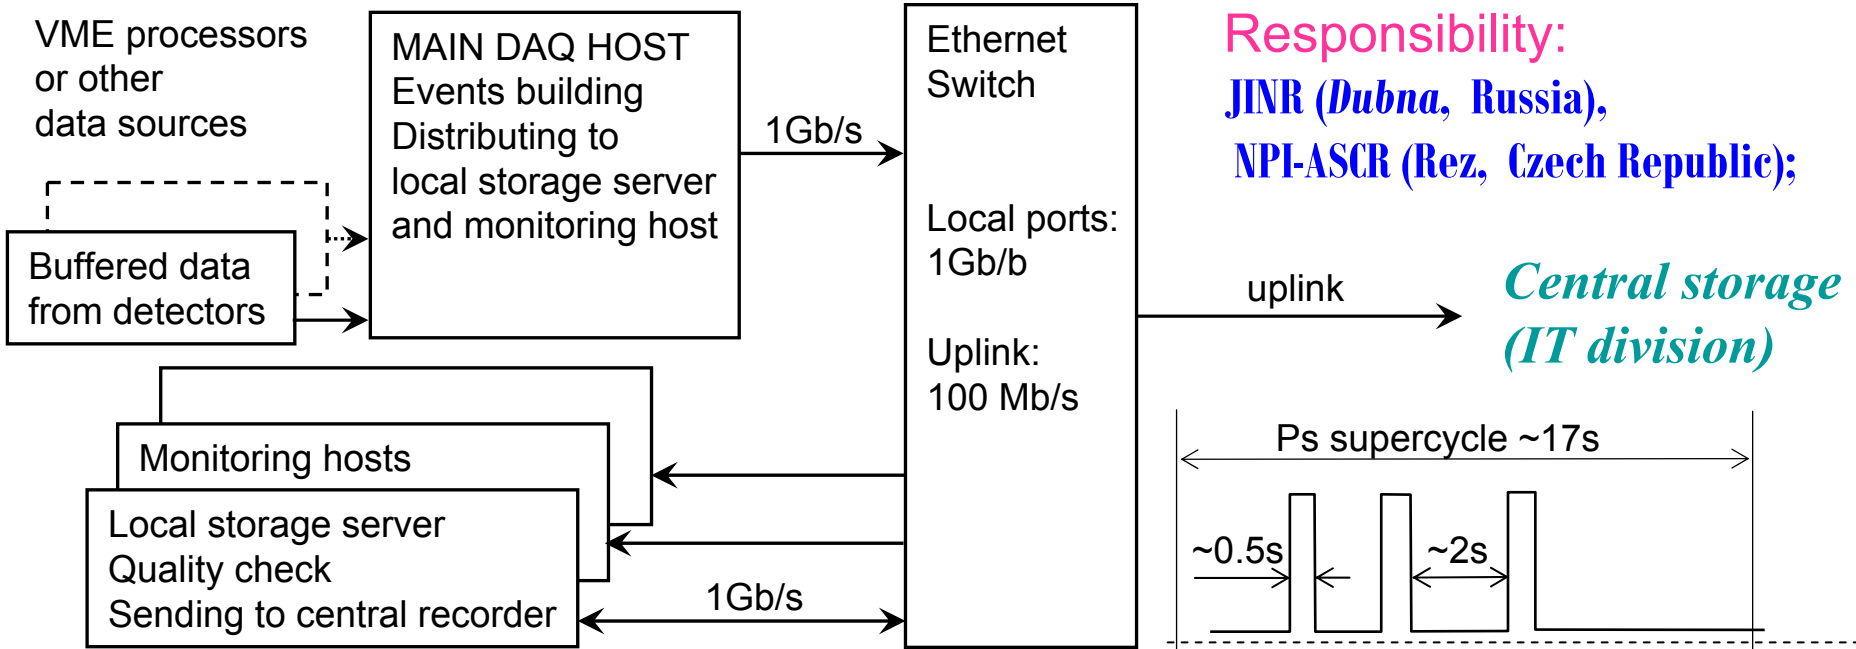 VME processors
or other
data sources
Buffered data
from detectors
MAIN DAQ HOST
Events building
Distributing to
local storage server
and monitoring host
1Gb/s
Monitoring hosts
Local storage server
Quality check
Sending to central recorder
1Gb/s
Ethernet
Switch
Local ports:
1Gb/b
Uplink:
100 Mb/s
Responsibility:
JINR (Dubna, Russia),
NPI-ASCR (Rez, Czech Republic);
uplink
Central storage
(IT division)
Ps supercycle ~17s
~0.5s
~2s